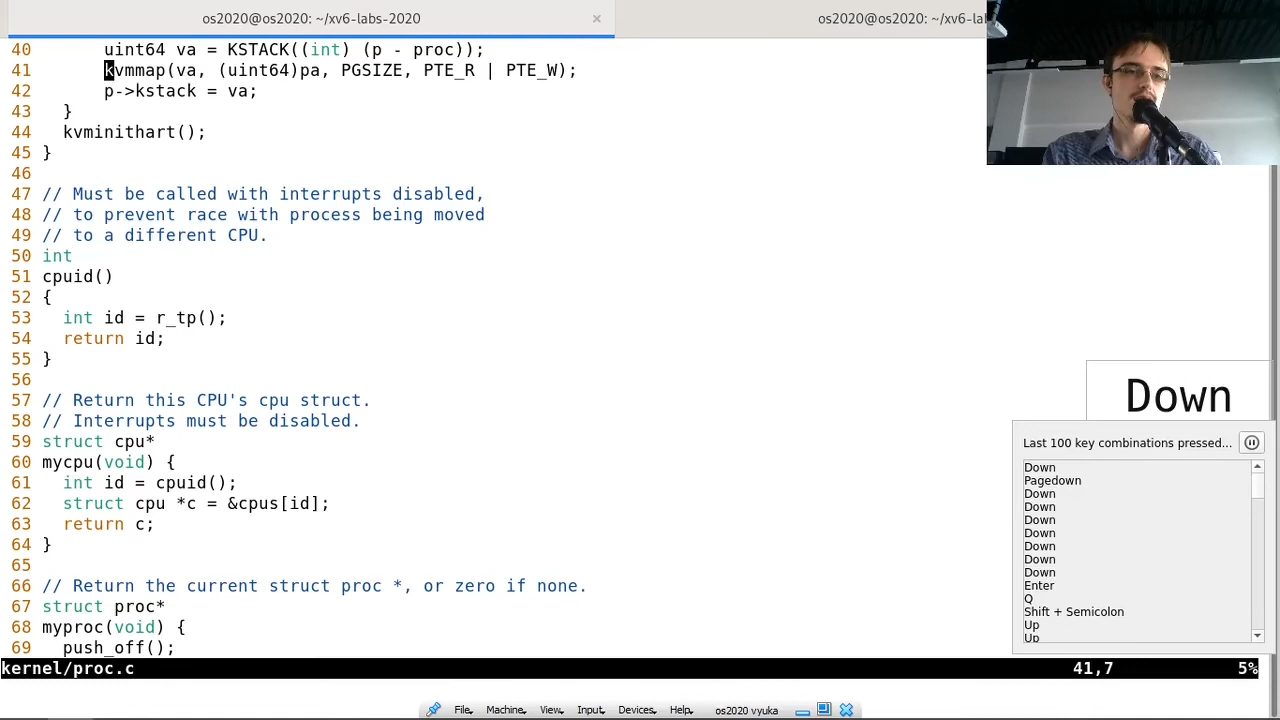 os2020@os2020: ~/xv6-labs-2020
×
os2020@os2020: ~/xv6-lab
40 uint64 va = KSTACK((int) (p - proc));
41 kvmmap(va, (uint64)pa, PGSIZE, PTE_R | PTE_W);
42 p->kstack = va;
43 }
44 kvminithart();
45 }
46
47 // Must be called with interrupts disabled,
48 // to prevent race with process being moved
49 // to a different CPU.
50 int
51 cpuid()
52 {
53 int id = r_tp();
54 return id;
55 }
56
57 // Return this CPU's cpu struct.
58 // Interrupts must be disabled.
59 struct cpu*
60 mycpu(void) {
61 int id = cpuid();
62 struct cpu *c = &cpus[id];
63 return c;
64 }
65
66 // Return the current struct proc *, or zero if none.
67 struct proc*
68 myproc(void) {
69 push_off();
kernel/proc.c 41,7 5%
Down
Last 100 key combinations pressed...
Down
Pagedown
Down
Down
Down
Down
Down
Down
Down
Enter
Q
Shift + Semicolon
Up
Up
File Machine View Input Devices Help os2020 vyuka